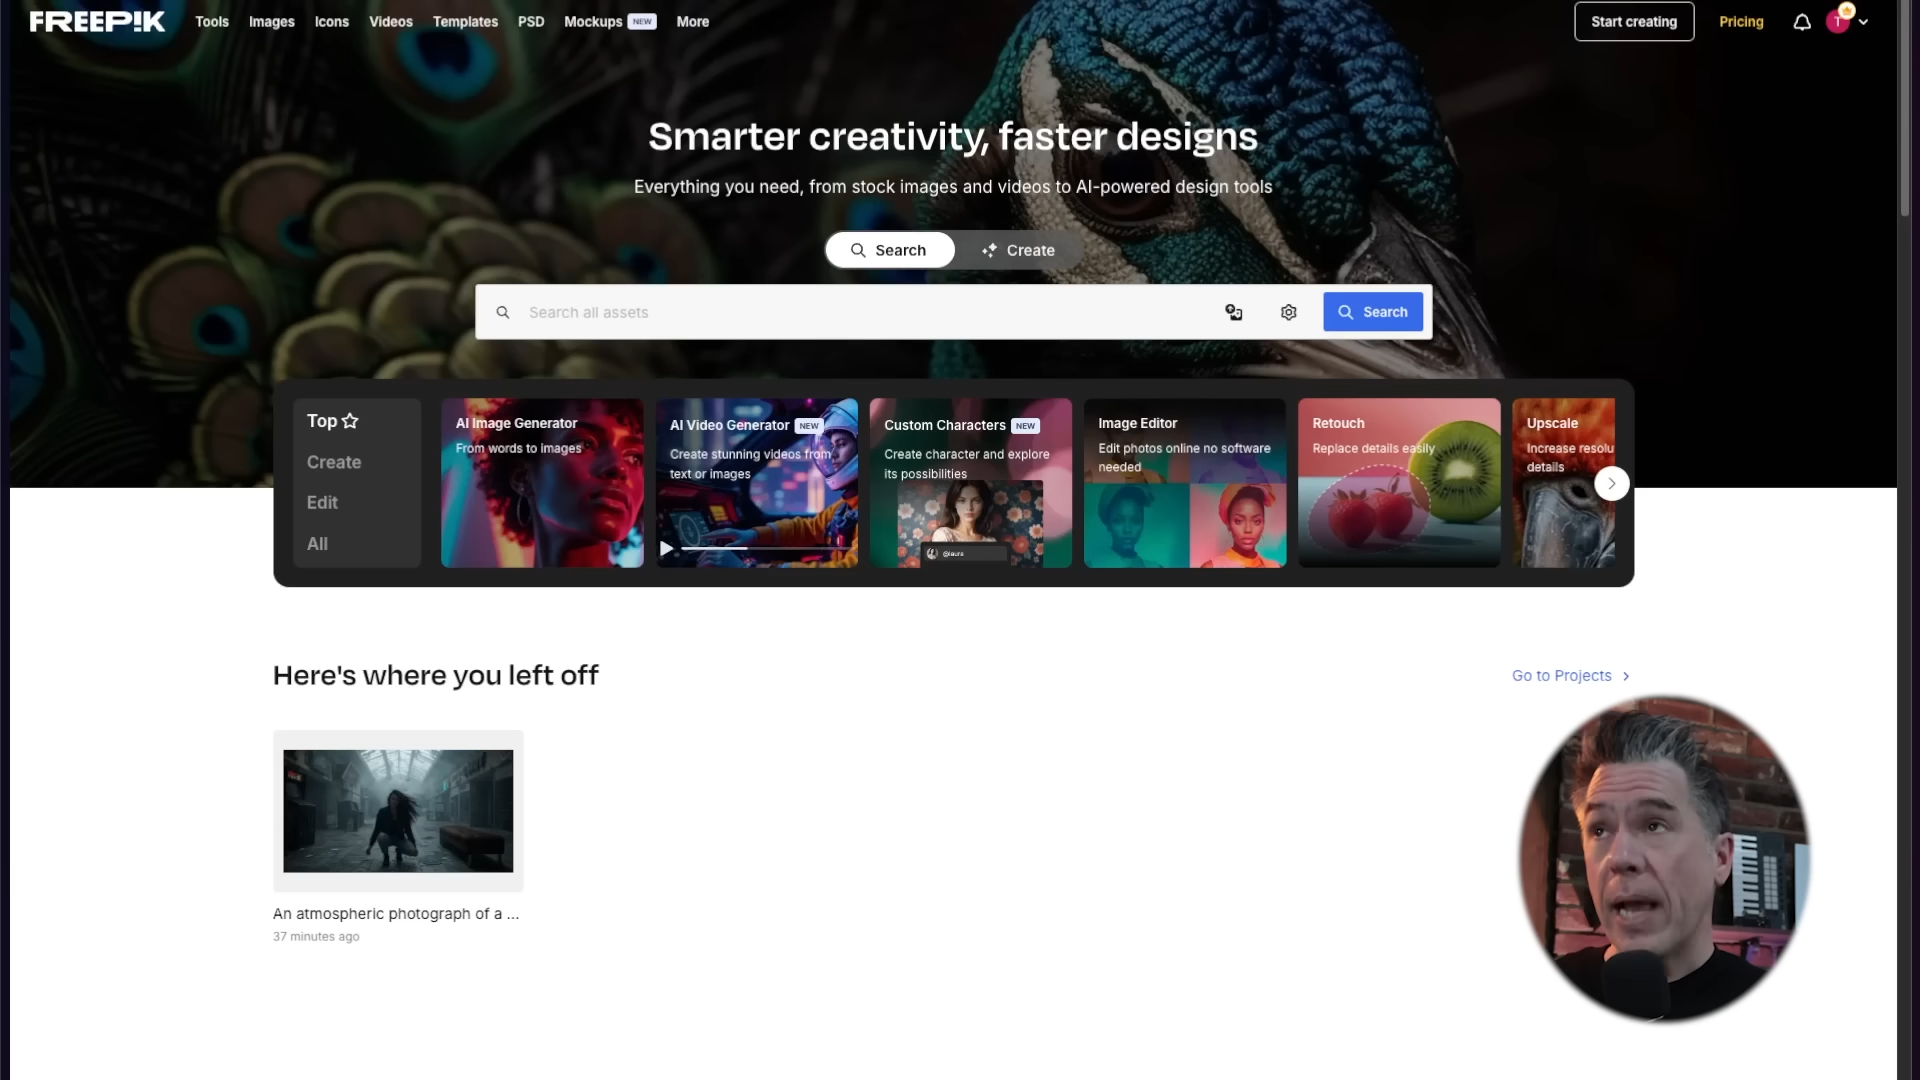 FREEP!K
Tools
Images
Icons
Videos
Templates
PSD
Mockups NEW
More
Start creating
Pricing
T
Smarter creativity, faster designs
Everything you need, from stock images and videos to AI-powered design tools
Search
Create
Search all assets
Search
Top
Create
Edit
All
AI Image Generator
From words to images
AI Video Generator NEW
Create stunning videos from
text or images
Custom Characters NEW
Create character and explore
its possibilities
@laura
Image Editor
Edit photos online no software
needed
Retouch
Replace details easily
Upscale
Increase resolu
details
Here's where you left off
Go to Projects
An atmospheric photograph of a ...
37 minutes ago